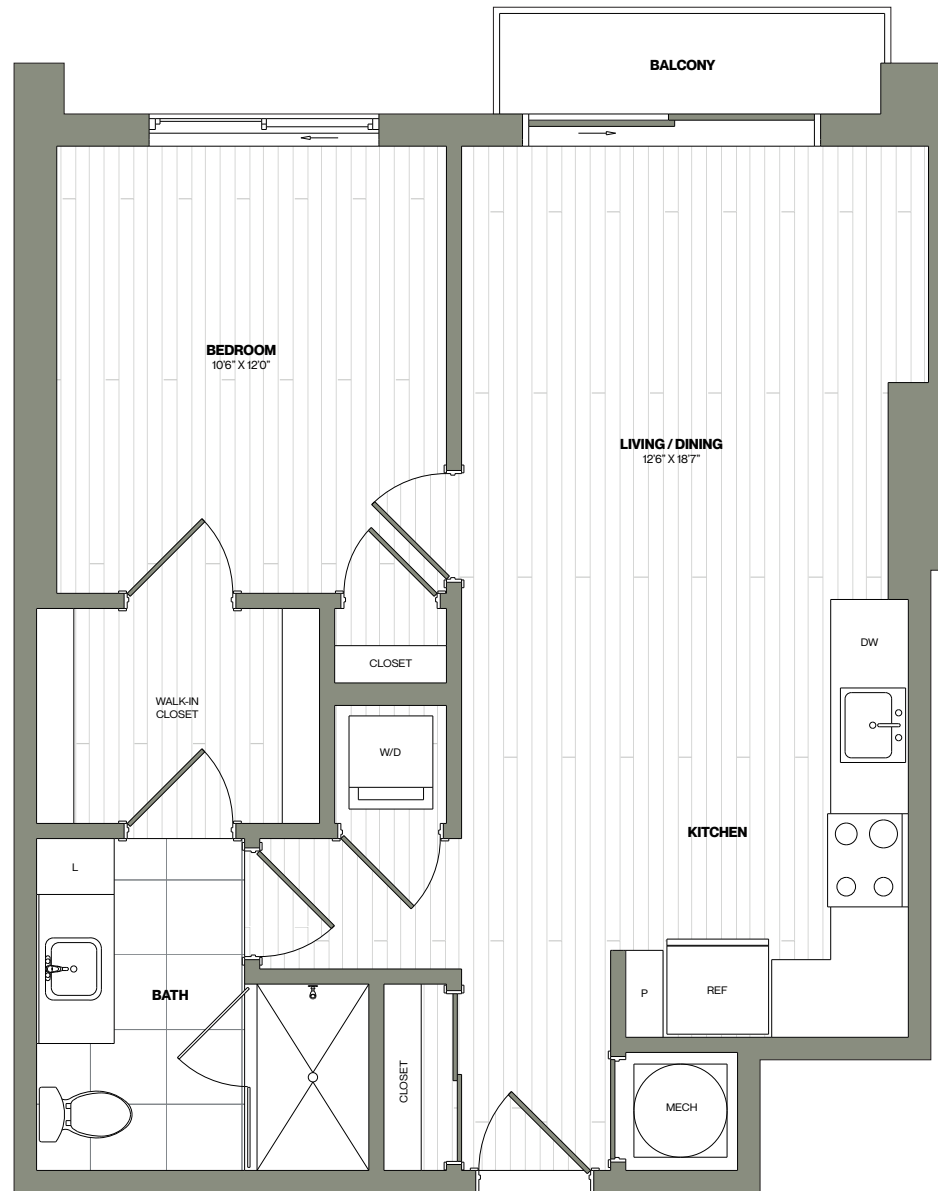 BALCONY
BEDROOM
10'6" X 12'0"
LIVING / DINING
12'6" X 18'7"
CLOSET
DW
WALK-IN
CLOSET
W/D
KITCHEN
L
BATH
P
REF
CLOSET
MECH